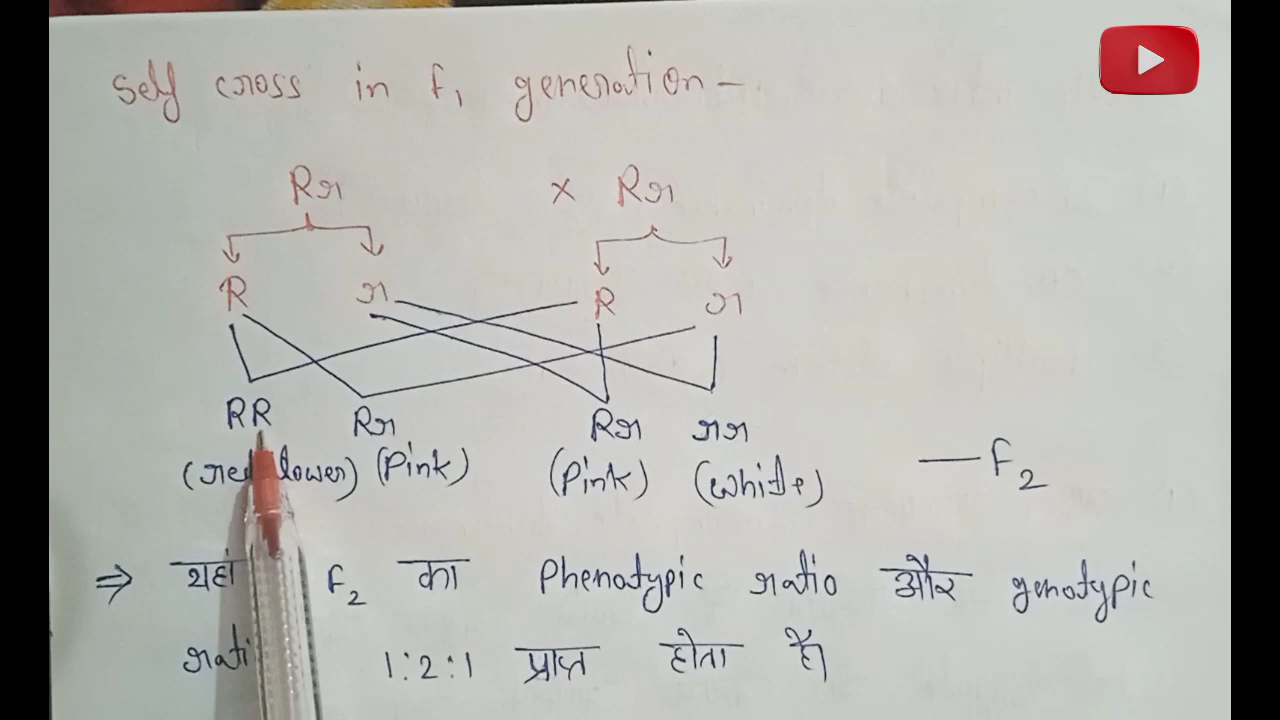 Self cross in F₁ generation -
Rr × Rr
R r R r
RR Rr Rr rr
(Pink) (Pink) (white) — F₂
⇒ यहां F₂ का Phenotypic ratio और genotypic
1:2:1 प्राप्त होता है।